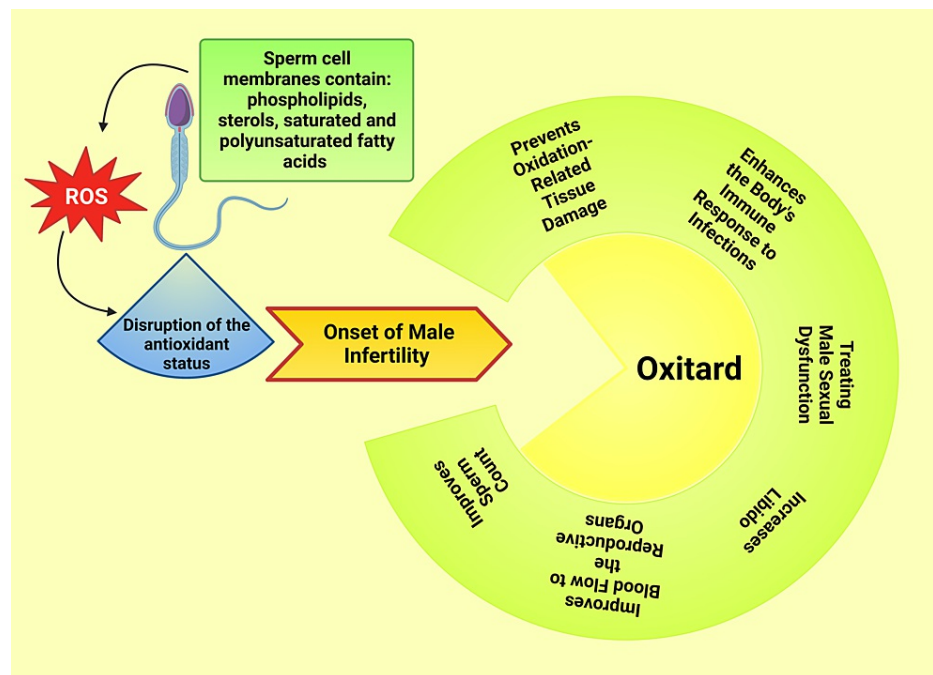 Sperm cell
membranes contain:
phospholipids,
sterols, saturated and
polyunsaturated fatty
acids
ROS
Disruption of the
antioxidant
status
Onset of Male
Infertility
Oxitard
Prevents
Oxidation-
Related
Tissue
Damage
Enhances
the Body's
Immune
Response to
Infections
Treating
Male Sexual
Dysfunction
Increases
Libido
Improves
Blood Flow to
the
Reproductive
Organs
Improves
Sperm
Count